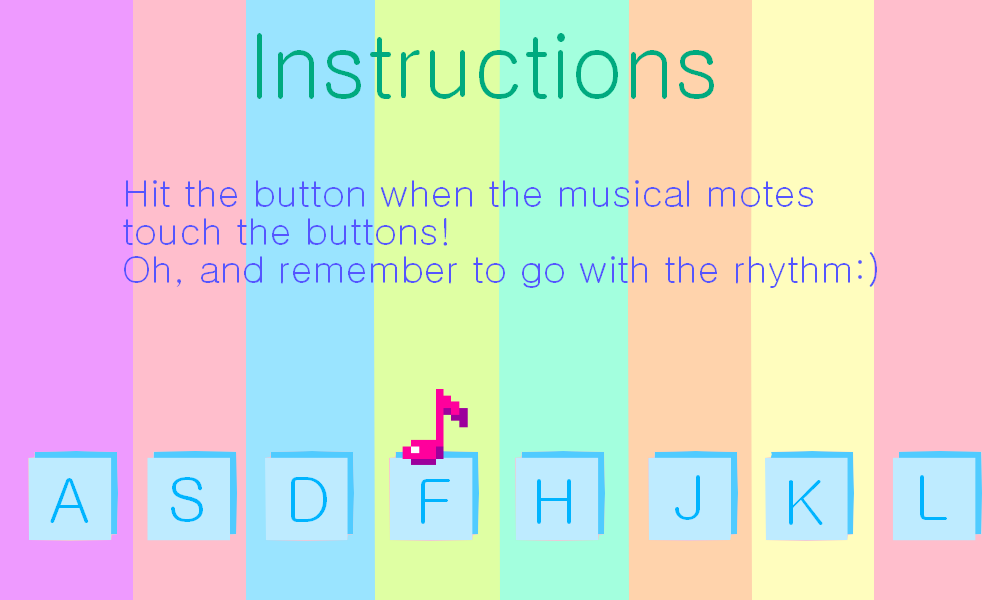 Instructions
Hit the button when the musical motes
touch the buttons!
Oh, and remember to go with the rhythm:)
A S D F H J K L